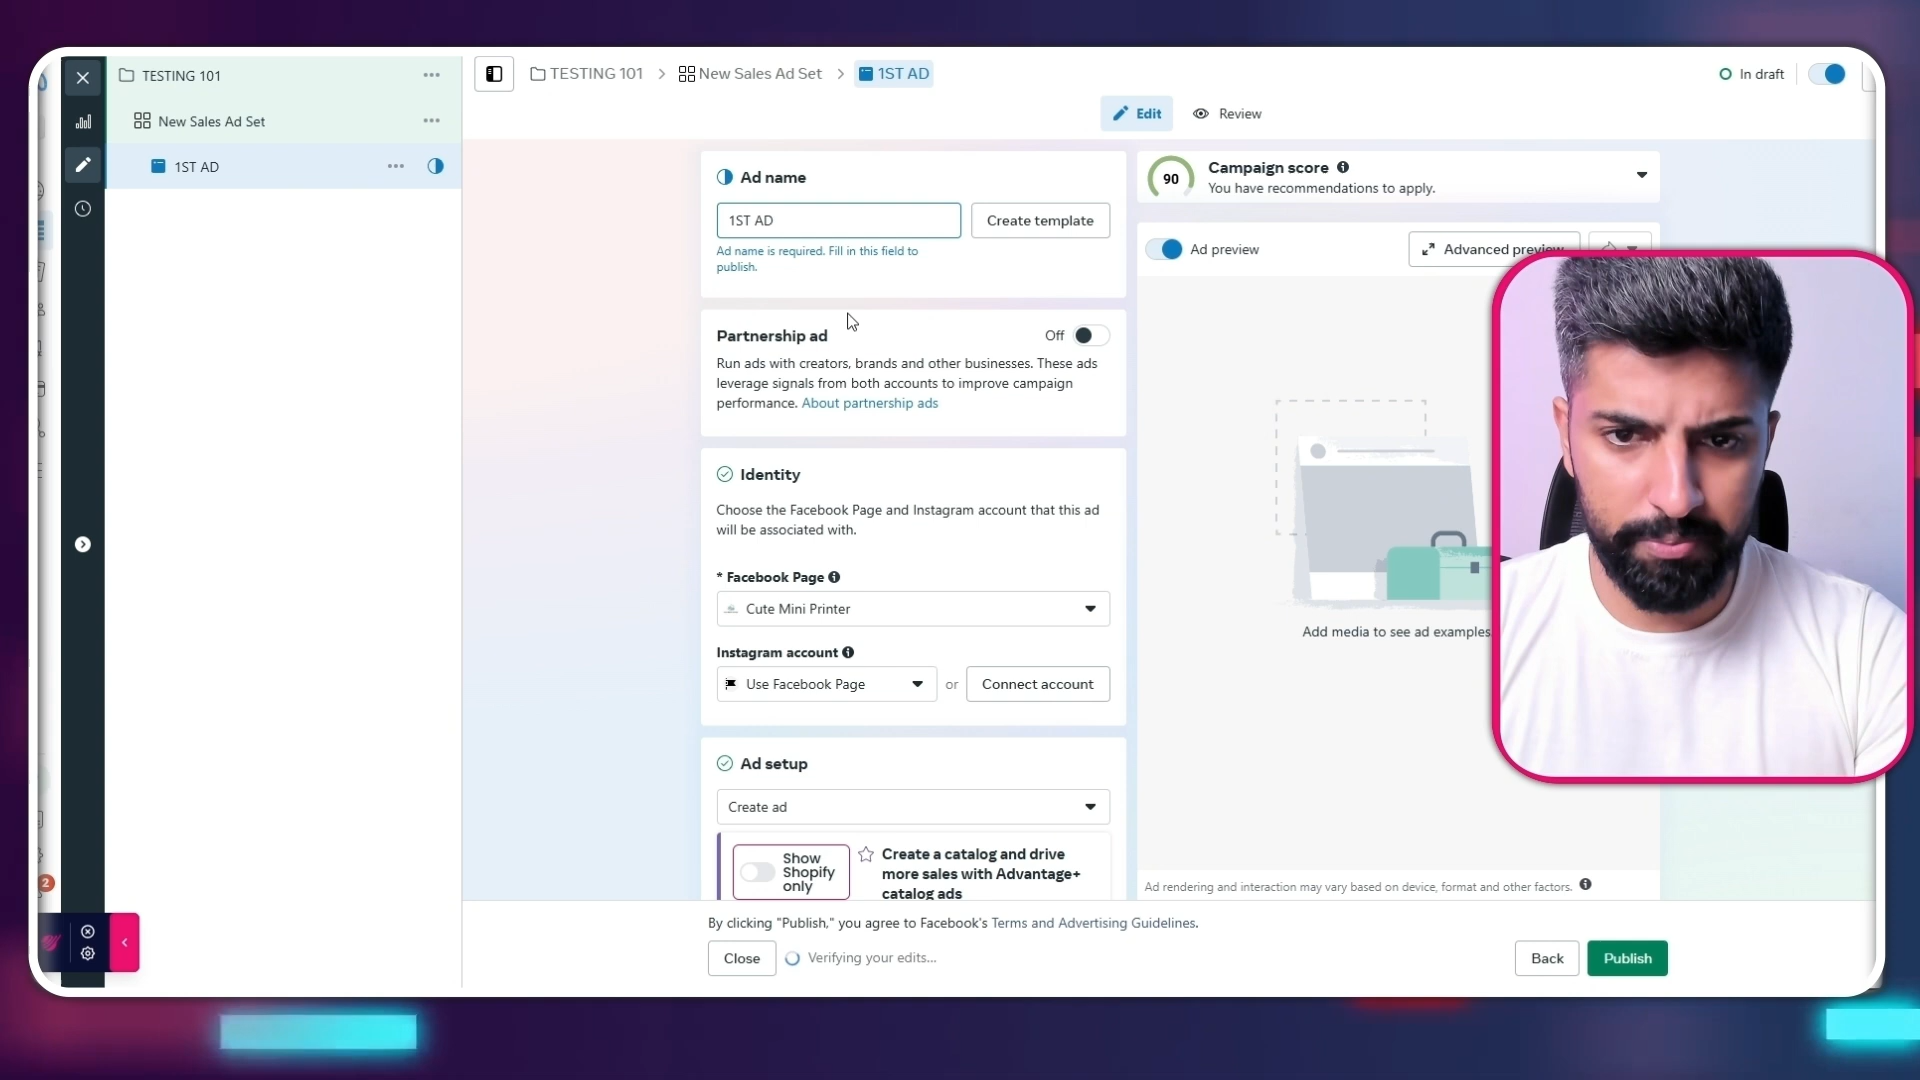 TESTING 101
New Sales Ad Set
1ST AD
TESTING 101
New Sales Ad Set
1ST AD
In draft
Edit
Review
Ad name
1ST AD
Create template
Ad name is required. Fill in this field to
publish.
Partnership ad
Off
Run ads with creators, brands and other businesses. These ads
leverage signals from both accounts to improve campaign
performance. About partnership ads
Identity
Choose the Facebook Page and Instagram account that this ad
will be associated with.
* Facebook Page
Cute Mini Printer
Instagram account
Use Facebook Page
or
Connect account
Ad setup
Create ad
Show
Shopify
only
Create a catalog and drive
more sales with Advantage+
catalog ads
Campaign score
90
You have recommendations to apply.
Ad preview
Advanced preview
Add media to see ad examples.
Ad rendering and interaction may vary based on device, format and other factors.
2
By clicking "Publish," you agree to Facebook's Terms and Advertising Guidelines.
Close
Verifying your edits...
Back
Publish